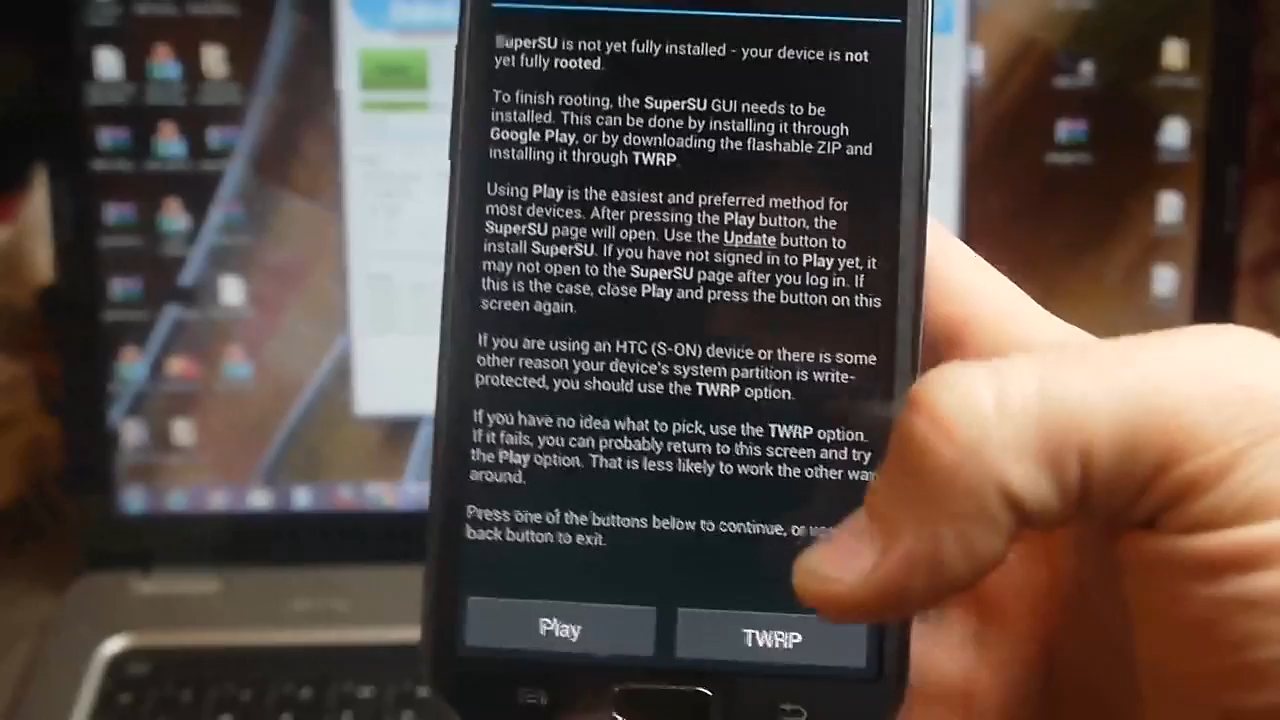 SuperSU is not yet fully installed - your device is not
yet fully rooted.
To finish rooting, the SuperSU GUI needs to be
installed. This can be done by installing it through
Google Play, or by downloading the flashable ZIP and
installing it through TWRP.
Using Play is the easiest and preferred method for
most devices. After pressing the Play button, the
SuperSU page will open. Use the Update button to
install SuperSU. If you have not signed in to Play yet, it
may not open to the SuperSU page after you log in. If
this is the case, close Play and press the button on this
screen again.
If you are using an HTC (S-ON) device or there is some
other reason your device's system partition is write-
protected, you should use the TWRP option.
If you have no idea what to pick, use the TWRP option.
If it fails, you can probably return to this screen and try
the Play option. That is less likely to work the other way
around.
Press one of the buttons below to continue, or
back button to exit.
Play
TWRP